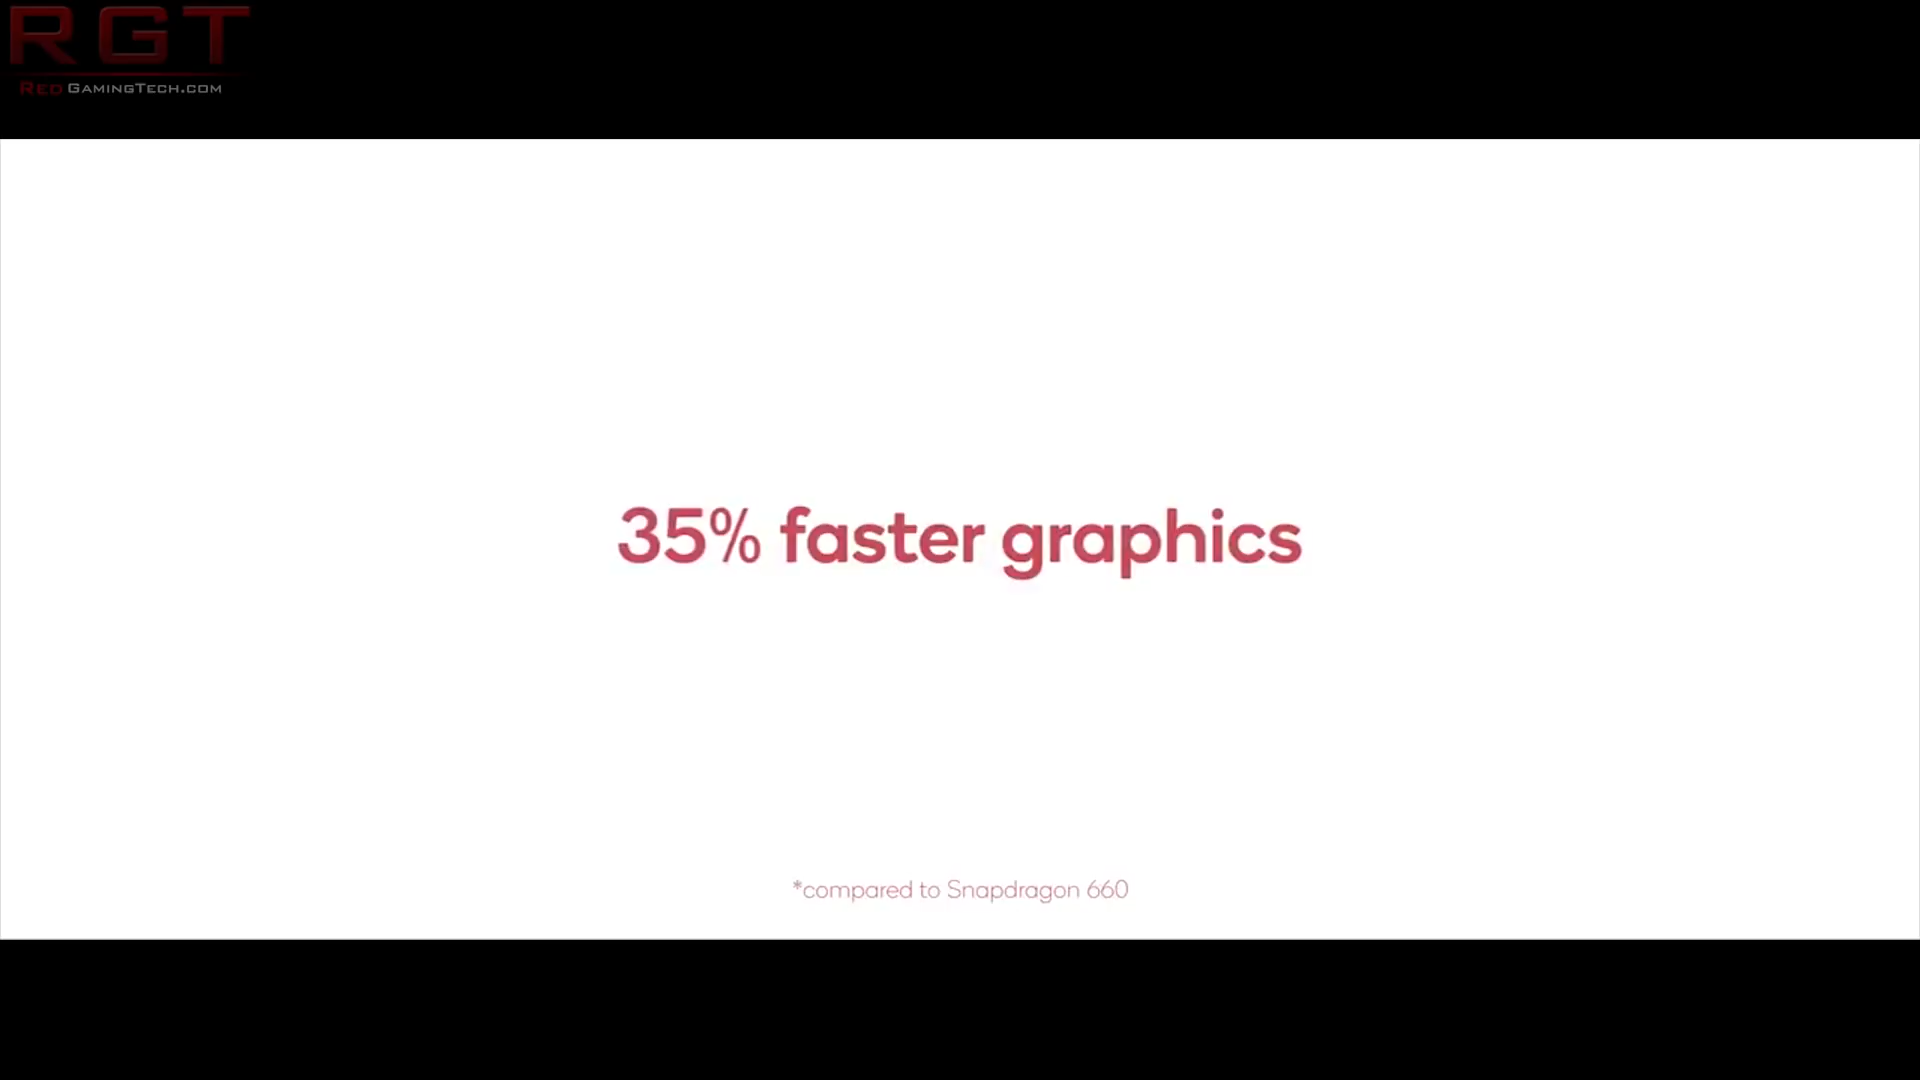 RGT
RED GAMINGTECH.COM
35% faster graphics
*compared to Snapdragon 660